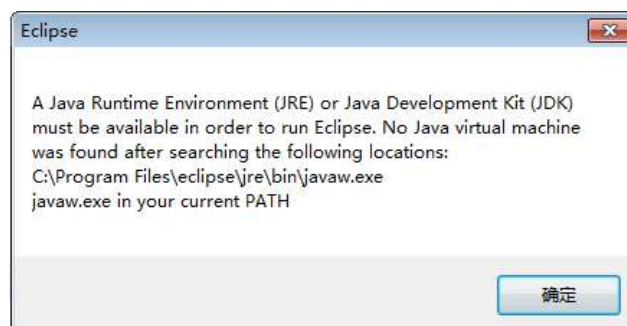 Eclipse
A Java Runtime Environment (JRE) or Java Development Kit (JDK)
must be available in order to run Eclipse. No Java virtual machine
was found after searching the following locations:
C:\Program Files\eclipse\jre\bin\javaw.exe
javaw.exe in your current PATH
确定